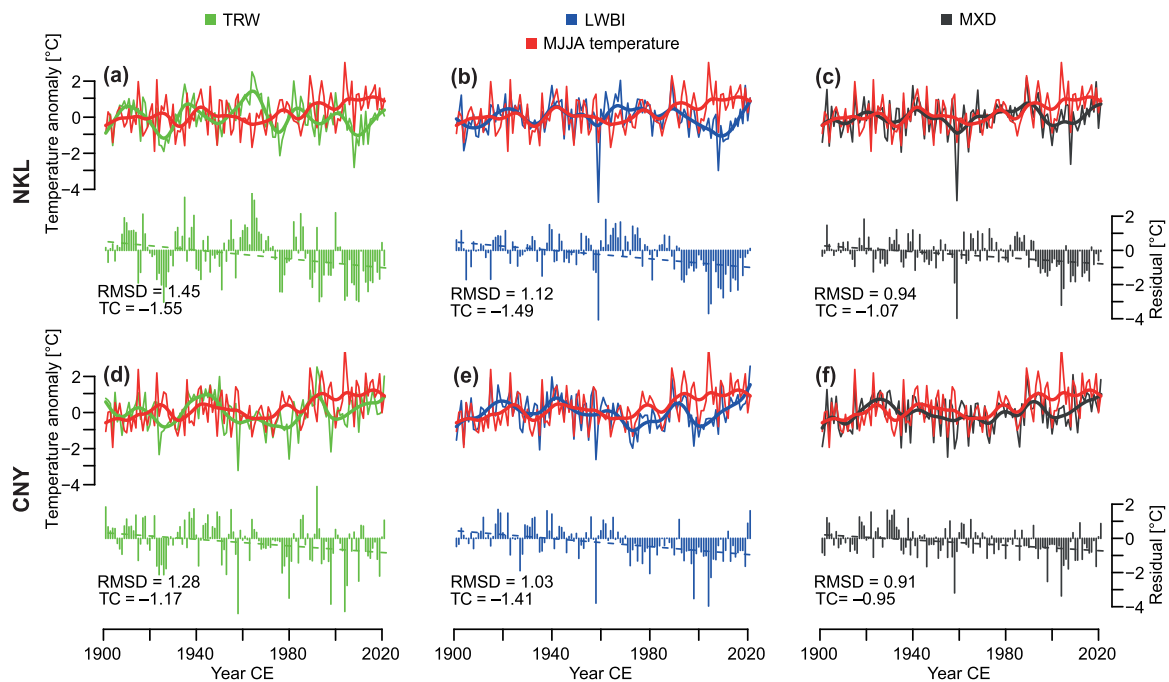 TRW
LWBI
MXD
MJJA temperature
NKL
Temperature anomaly [°C]
2
0
−2
−4
(a)
(b)
(c)
RMSD = 1.45
TC = −1.55
RMSD = 1.12
TC = −1.49
RMSD = 0.94
TC = −1.07
2
0
−2
−4
Residual [°C]
CNY
Temperature anomaly [°C]
2
0
−2
−4
(d)
(e)
(f)
RMSD = 1.28
TC = −1.17
RMSD = 1.03
TC = −1.41
RMSD = 0.91
TC= −0.95
2
0
−2
−4
Residual [°C]
1900 1940 1980 2020
Year CE
1900 1940 1980 2020
Year CE
1900 1940 1980 2020
Year CE